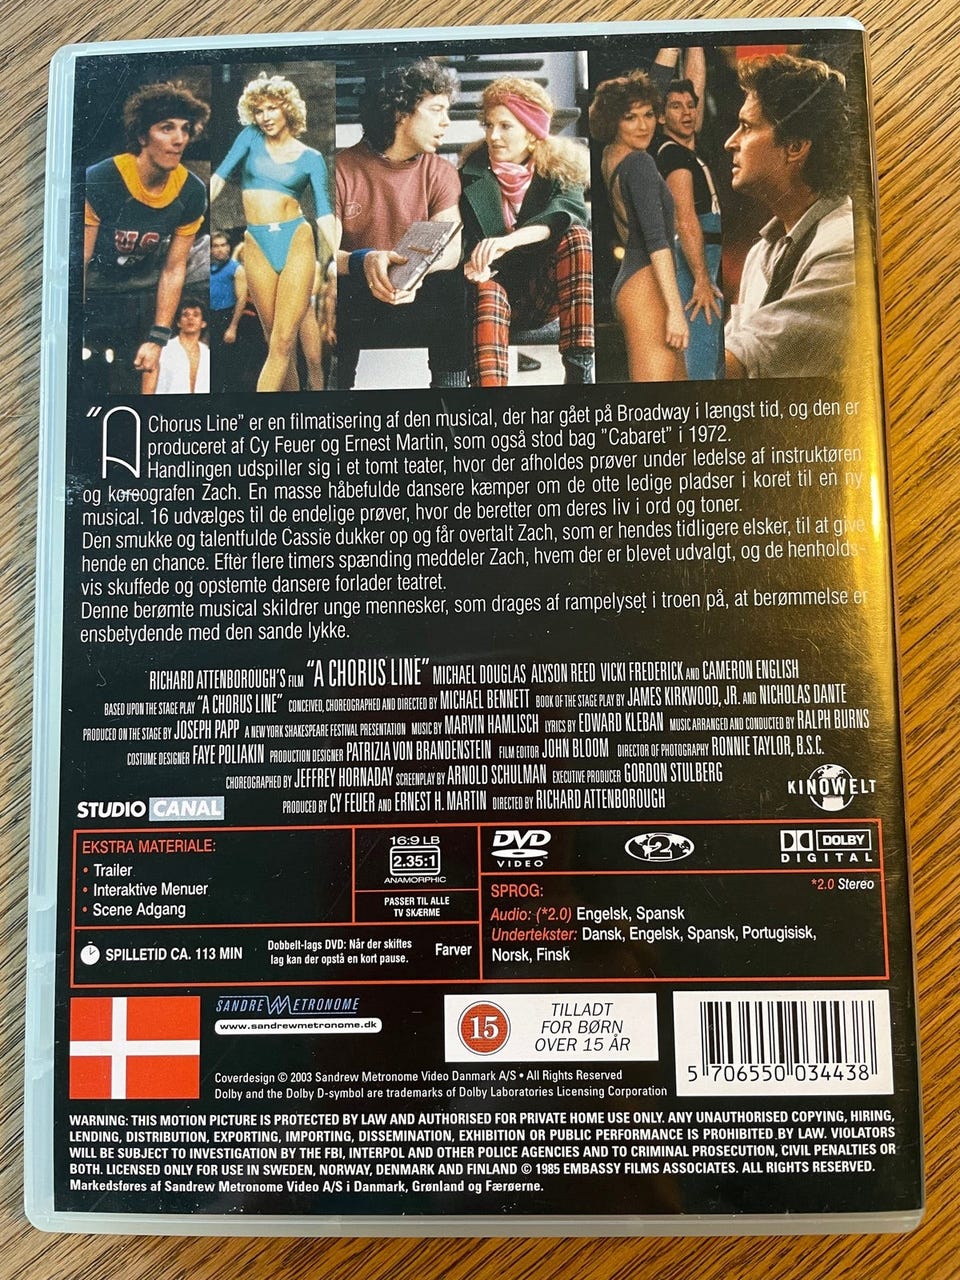 "A Chorus Line" er en filmatisering af den musical, der har gået på Broadway i længst tid, og den er
produceret af Cy Feuer og Ernest Martin, som også stod bag "Cabaret" i 1972.
Handlingen udspiller sig i et tomt teater, hvor der afholdes prøver under ledelse af instruktøren
og koreografen Zach. En masse håbefulde dansere kæmper om de otte ledige pladser i koret til en ny
musical. 16 udvælges til de endelige prøver, hvor de beretter om deres liv i ord og toner.
Den smukke og talentfulde Cassie dukker op og får overtalt Zach, som er hendes tidligere elsker, til at give
hende en chance. Efter flere timers spænding meddeler Zach, hvem der er blevet udvalgt, og de henholds-
vis skuffede og opstemte dansere forlader teatret.
Denne berømte musical skildrer unge mennesker, som drages af rampelyset i troen på, at berømmelse er
ensbetydende med den sande lykke.
RICHARD ATTENBOROUGH'S FILM "A CHORUS LINE" MICHAEL DOUGLAS ALYSON REED VICKI FREDERICK AND CAMERON ENGLISH
BASED UPON THE STAGE PLAY "A CHORUS LINE" CONCEIVED, CHOREOGRAPHED AND DIRECTED BY MICHAEL BENNETT BOOK OF THE STAGE PLAY BY JAMES KIRKWOOD, JR. AND NICHOLAS DANTE
PRODUCED ON THE STAGE BY JOSEPH PAPP A NEW YORK SHAKESPEARE FESTIVAL PRESENTATION MUSIC BY MARVIN HAMLISCH LYRICS BY EDWARD KLEBAN MUSIC ARRANGED AND CONDUCTED BY RALPH BURNS
COSTUME DESIGNER FAYE POLIAKIN PRODUCTION DESIGNER PATRIZIA VON BRANDENSTEIN FILM EDITOR JOHN BLOOM DIRECTOR OF PHOTOGRAPHY RONNIE TAYLOR, B.S.C.
CHOREOGRAPHED BY JEFFREY HORNADAY SCREENPLAY BY ARNOLD SCHULMAN EXECUTIVE PRODUCER GORDON STULBERG
PRODUCED BY CY FEUER AND ERNEST H. MARTIN DIRECTED BY RICHARD ATTENBOROUGH
KINOWELT
STUDIO CANAL
EKSTRA MATERIALE:
• Trailer
• Interaktive Menuer
• Scene Adgang
16:9 LB
2.35:1
ANAMORPHIC
PASSER TIL ALLE
TV SKÆRME
DVD
VIDEO
2
DOLBY
DIGITAL
*2.0 Stereo
SPROG:
Audio: (*2.0) Engelsk, Spansk
Undertekster: Dansk, Engelsk, Spansk, Portugisisk,
Norsk, Finsk
SPILLETID CA. 113 MIN
Dobbelt-lags DVD: Når der skiftes
lag kan der opstå en kort pause.
Farver
SANDREW METRONOME
www.sandrewmetronome.dk
15
TILLADT
FOR BØRN
OVER 15 ÅR
5 706550 034438
Coverdesign © 2003 Sandrew Metronome Video Danmark A/S • All Rights Reserved
Dolby and the Dolby D-symbol are trademarks of Dolby Laboratories Licensing Corporation
WARNING: THIS MOTION PICTURE IS PROTECTED BY LAW AND AUTHORISED FOR PRIVATE HOME USE ONLY. ANY UNAUTHORISED COPYING, HIRING,
LENDING, DISTRIBUTION, EXPORTING, IMPORTING, DISSEMINATION, EXHIBITION OR PUBLIC PERFORMANCE IS PROHIBITED BY LAW. VIOLATORS
WILL BE SUBJECT TO INVESTIGATION BY THE FBI, INTERPOL AND OTHER POLICE AGENCIES AND TO CRIMINAL PROSECUTION, CIVIL PENALTIES OR
BOTH. LICENSED ONLY FOR USE IN SWEDEN, NORWAY, DENMARK AND FINLAND © 1985 EMBASSY FILMS ASSOCIATES. ALL RIGHTS RESERVED.
Markedsføres af Sandrew Metronome Video A/S i Danmark, Grønland og Færøerne.